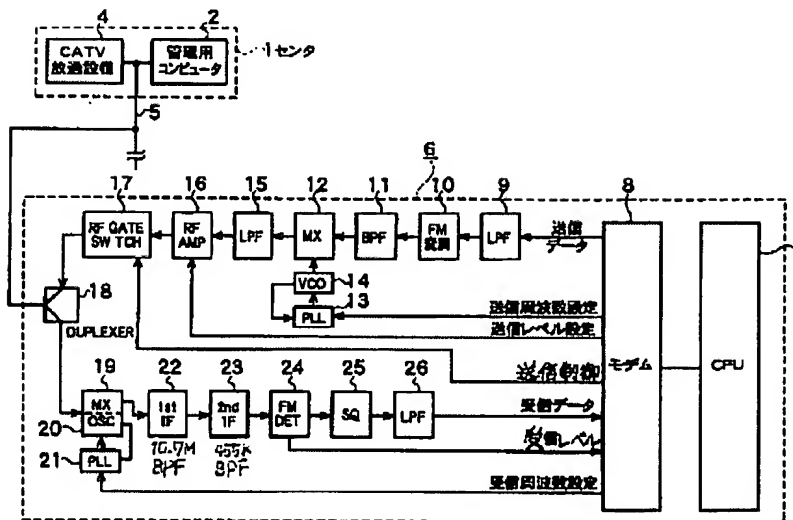 4
2
CATV
放過設備
管理用
コンピュータ
1センタ
5
6
17
16
15
12
11
10
9
8
RF GATE
SW TCH
RF
AMP
LPF
MX
BPF
FM
変調
LPF
送信
データ
VCO
14
PLL
13
送信周波数設定
送信レベル設定
18
DUPLEXER
送信制御
モデム
CPU
19
22
23
24
25
26
MX
OSC
20
1st
IF
2nd
IF
FM
DET
SQ
LPF
受信データ
受信レベル
10.7M
BPF
455K
BPF
21
PLL
受信周波数設定